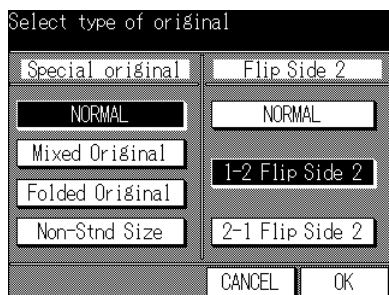 Select type of original
Special original
Flip Side 2
NORMAL
NORMAL
Mixed Original
1-2 Flip Side 2
Folded Original
Non-Stnd Size
2-1 Flip Side 2
CANCEL
OK